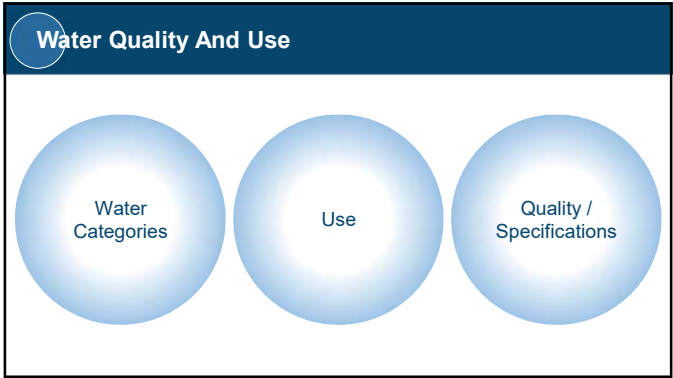 Water Quality And Use
Water
Categories
Use
Quality /
Specifications